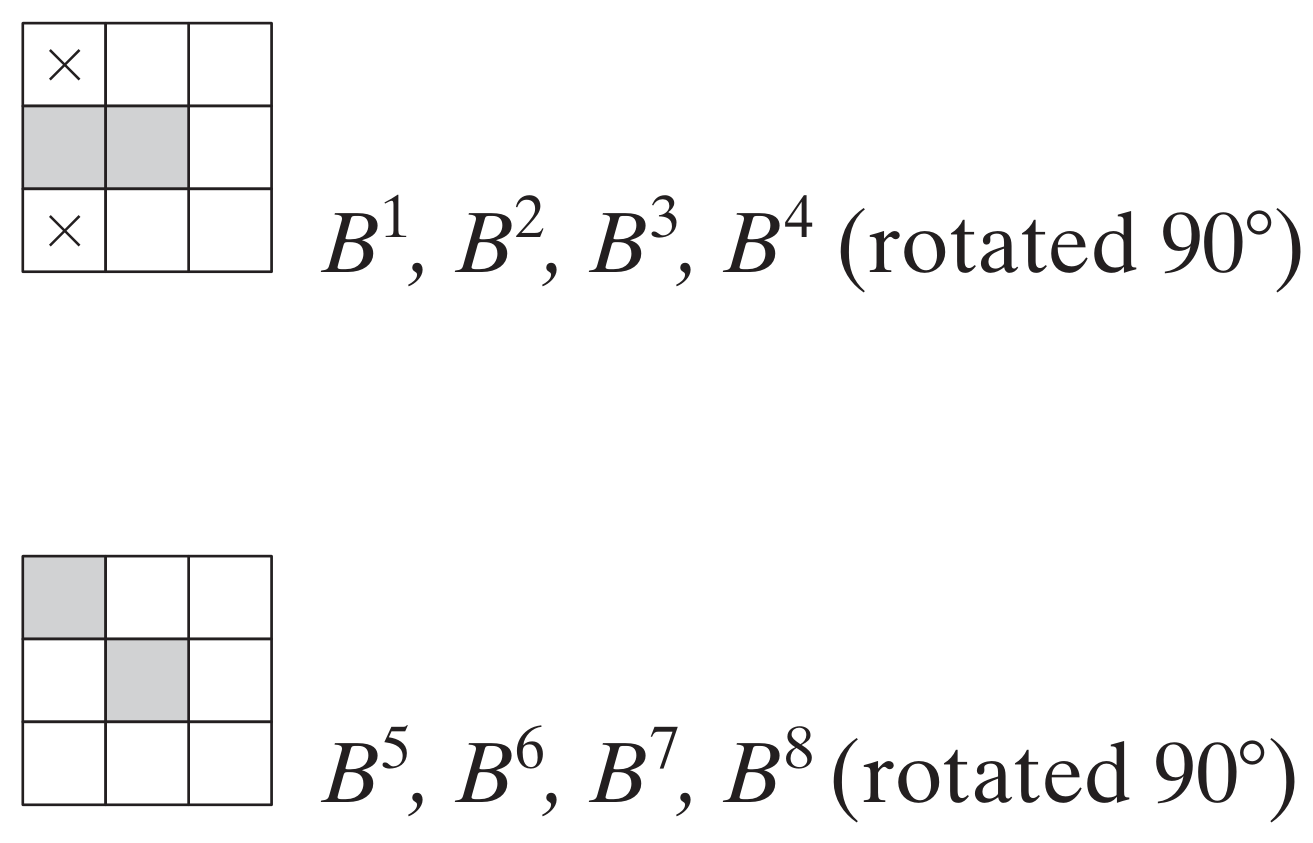 ×
× B¹, B², B³, B⁴ (rotated 90°)
B⁵, B⁶, B⁷, B⁸ (rotated 90°)